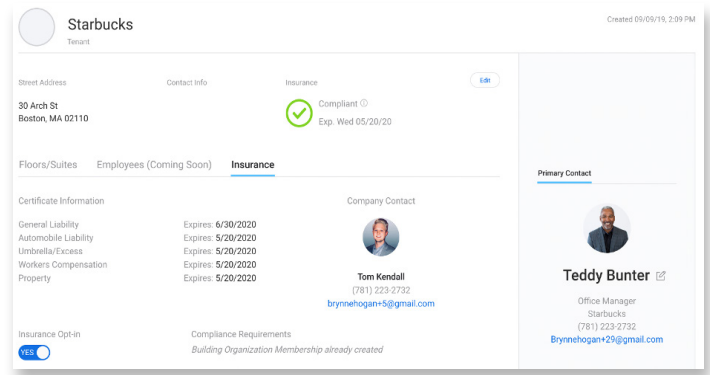 Starbucks
Tenant
Created 09/09/19, 2:09 PM
Street Address
Contact Info
Insurance
Edit
30 Arch St
Boston, MA 02110
Compliant
Exp. Wed 05/20/20
Floors/Suites
Employees (Coming Soon)
Insurance
Certificate Information
General Liability Expires: 6/30/2020
Automobile Liability Expires: 5/20/2020
Umbrella/Excess Expires: 5/20/2020
Workers Compensation Expires: 5/20/2020
Property Expires: 5/20/2020
Company Contact
Tom Kendall
(781) 223-2732
brynnehogan+5@gmail.com
Insurance Opt-in
YES
Compliance Requirements
Building Organization Membership already created
Primary Contact
Teddy Bunter
Office Manager
Starbucks
(781) 223-2732
Brynnehogan+29@gmail.com